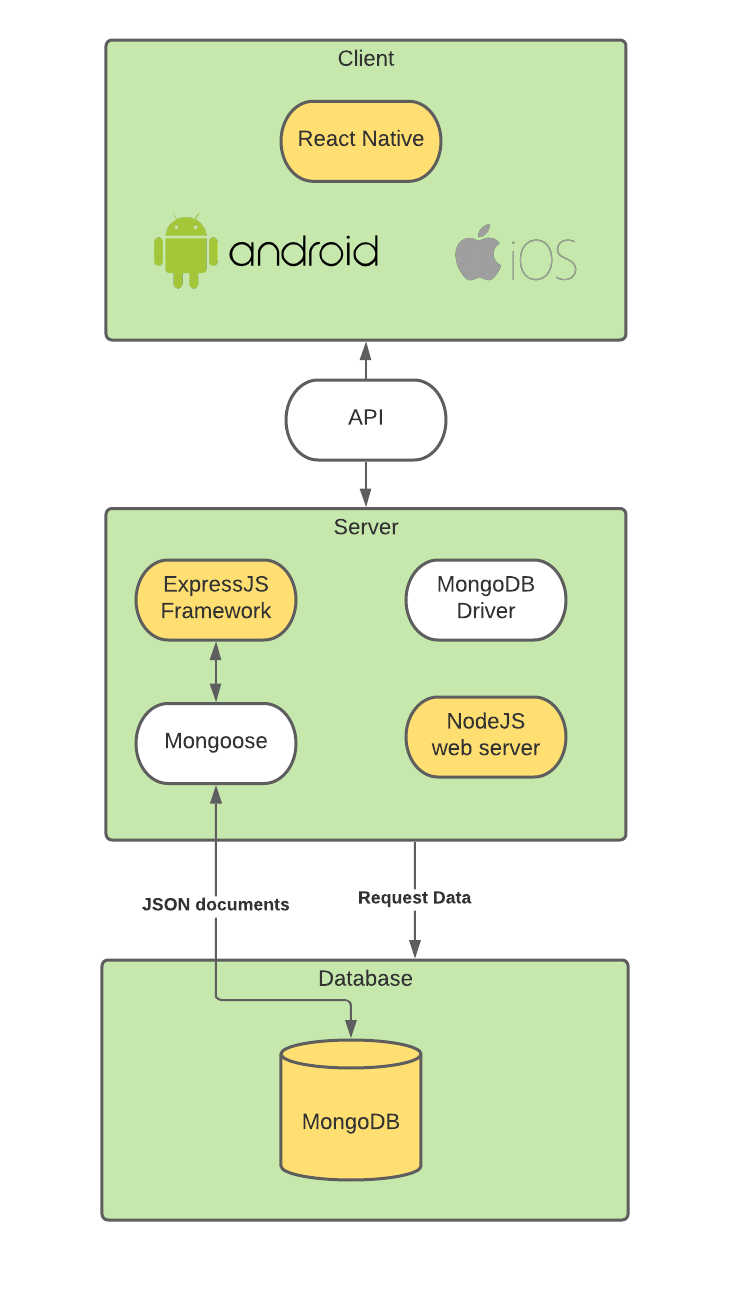 Client
React Native
android
iOS
API
Server
ExpressJS
Framework
MongoDB
Driver
Mongoose
NodeJS
web server
JSON documents
Request Data
Database
MongoDB